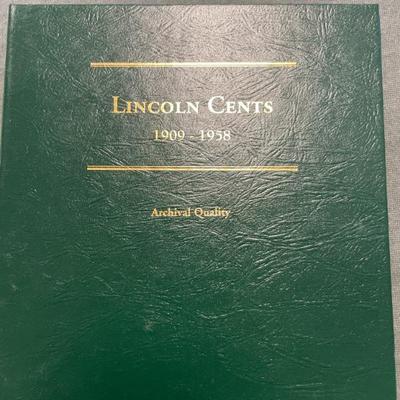 Lincoln Cents
1909 - 1958
Archival Quality